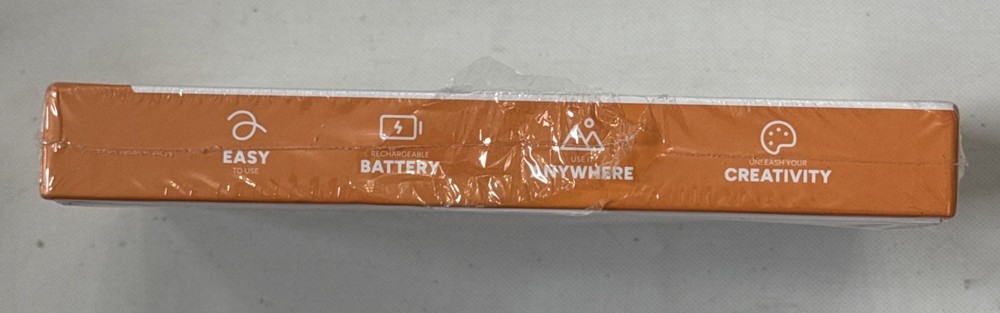 EASY
TO USE
RECHARGEABLE
BATTERY
USE IT
ANYWHERE
UNLEASH YOUR
CREATIVITY